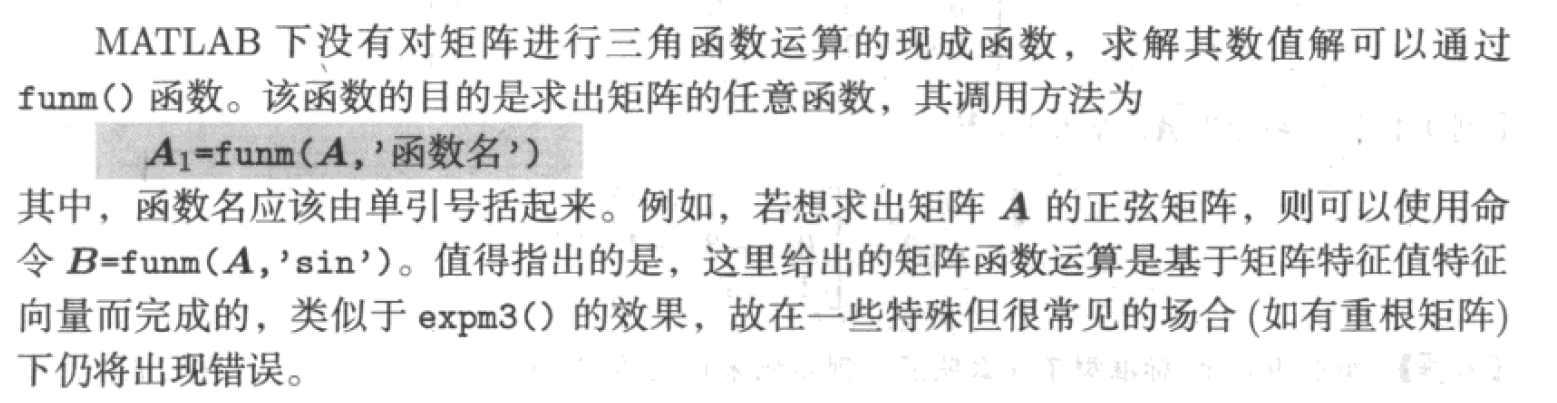 MATLAB 下没有对矩阵进行三角函数运算的现成函数，求解其数值解可以通过
funm() 函数。该函数的目的是求出矩阵的任意函数，其调用方法为
A₁=funm(A,'函数名')
其中，函数名应该由单引号括起来。例如，若想求出矩阵 A 的正弦矩阵，则可以使用命
令 B=funm(A,'sin')。值得指出的是，这里给出的矩阵函数运算是基于矩阵特征值特征
向量而完成的，类似于 expm3() 的效果，故在一些特殊但很常见的场合 (如有重根矩阵)
下仍将出现错误。